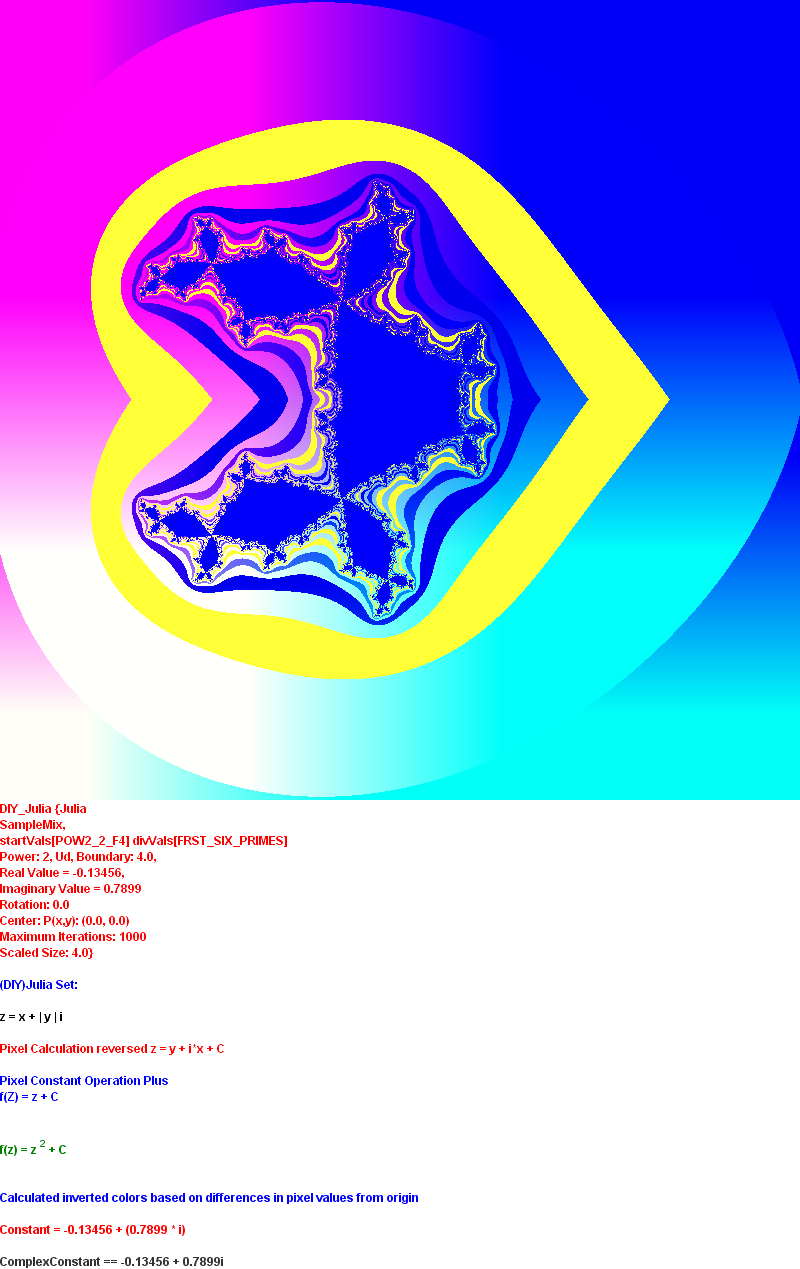 DIY_Julia {Julia
SampleMix,
startVals[POW2_2_F4] divVals[FRST_SIX_PRIMES]
Power: 2, Ud, Boundary: 4.0,
Real Value = -0.13456,
Imaginary Value = 0.7899
Rotation: 0.0
Center: P(x,y): (0.0, 0.0)
Maximum Iterations: 1000
Scaled Size: 4.0}
(DIY)Julia Set:
z = x + | y | i
Pixel Calculation reversed z = y + i*x + C
Pixel Constant Operation Plus
f(Z) = z + C
f(z) = z ² + C
Calculated inverted colors based on differences in pixel values from origin
Constant = -0.13456 + (0.7899 * i)
ComplexConstant == -0.13456 + 0.7899i